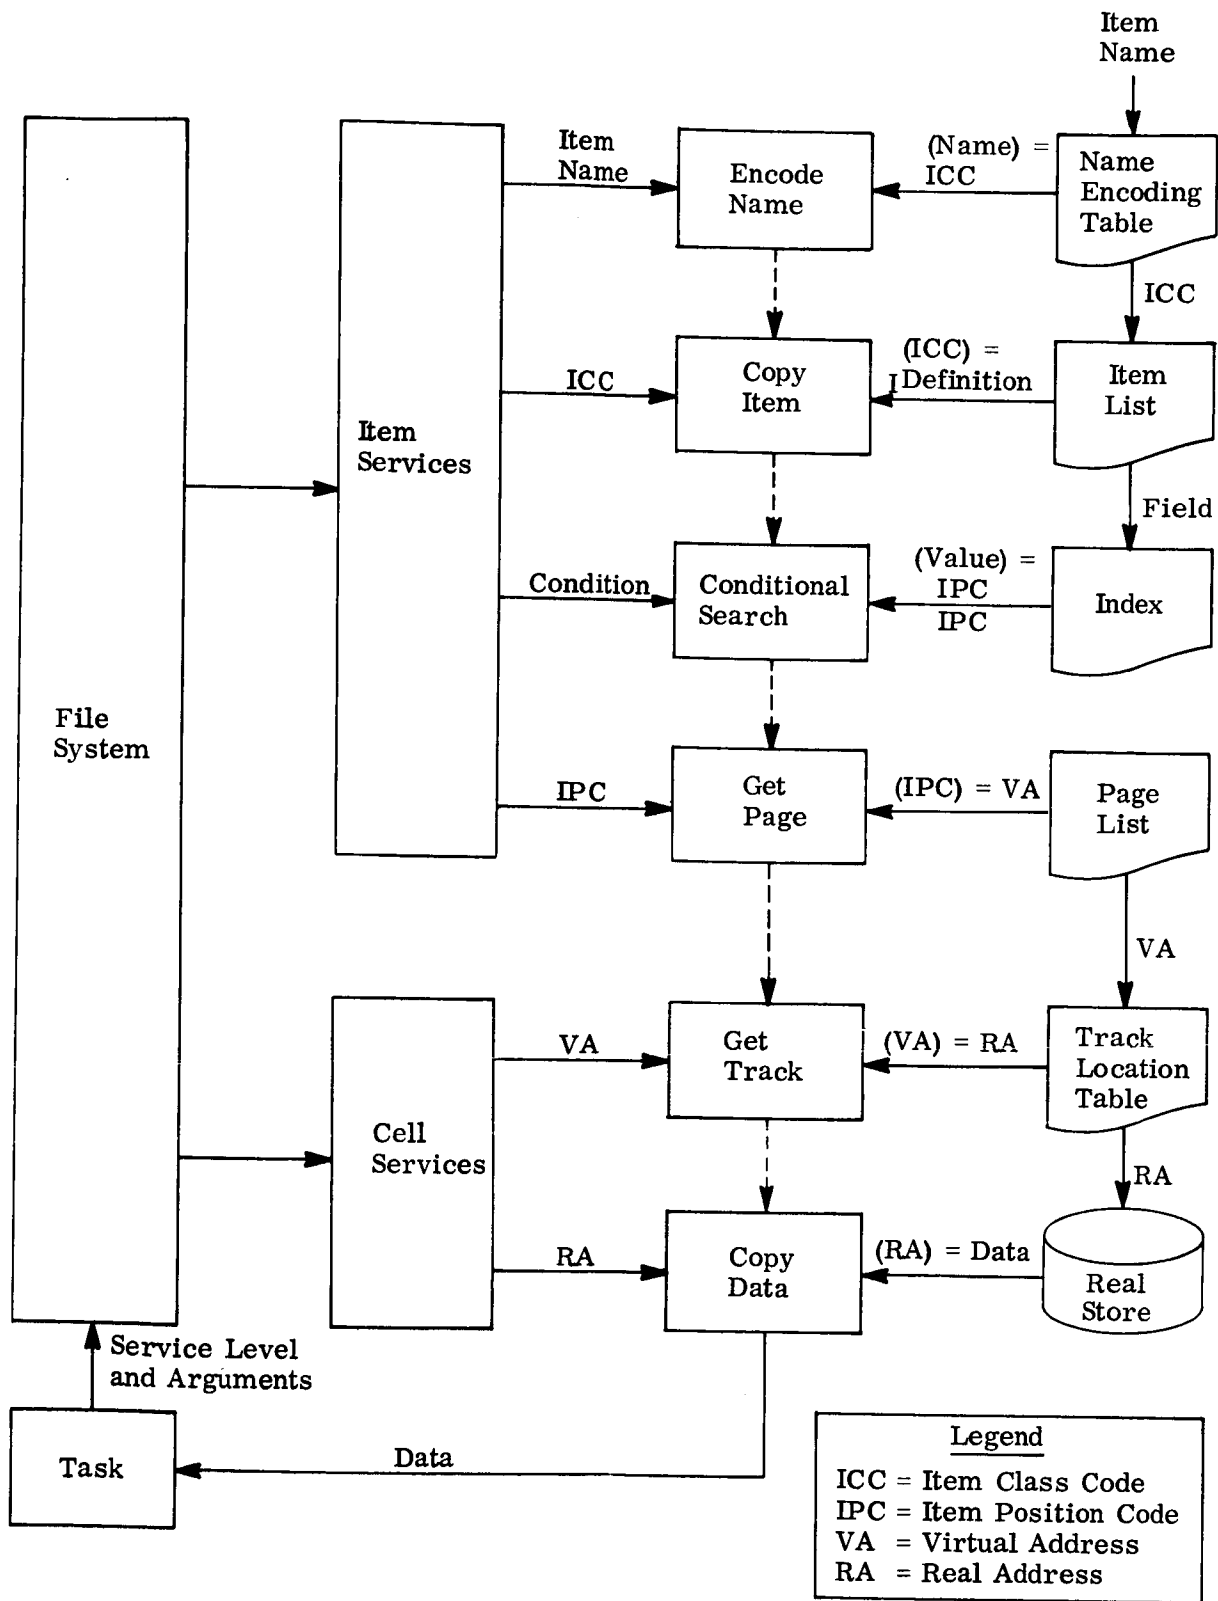 Item
Name
Item
Name
Encode
Name
(Name) =
ICC
Name
Encoding
Table
ICC
ICC
Copy
Item
(ICC) =
I Definition
Item
List
Item
Services
Field
Condition
Conditional
Search
(Value) =
IPC
IPC
Index
File
System
IPC
Get
Page
(IPC) = VA
Page
List
VA
VA
Get
Track
(VA) = RA
Track
Location
Table
Cell
Services
RA
RA
Copy
Data
(RA) = Data
Real
Store
Service Level
and Arguments
Task
Data
Legend
ICC = Item Class Code
IPC = Item Position Code
VA = Virtual Address
RA = Real Address